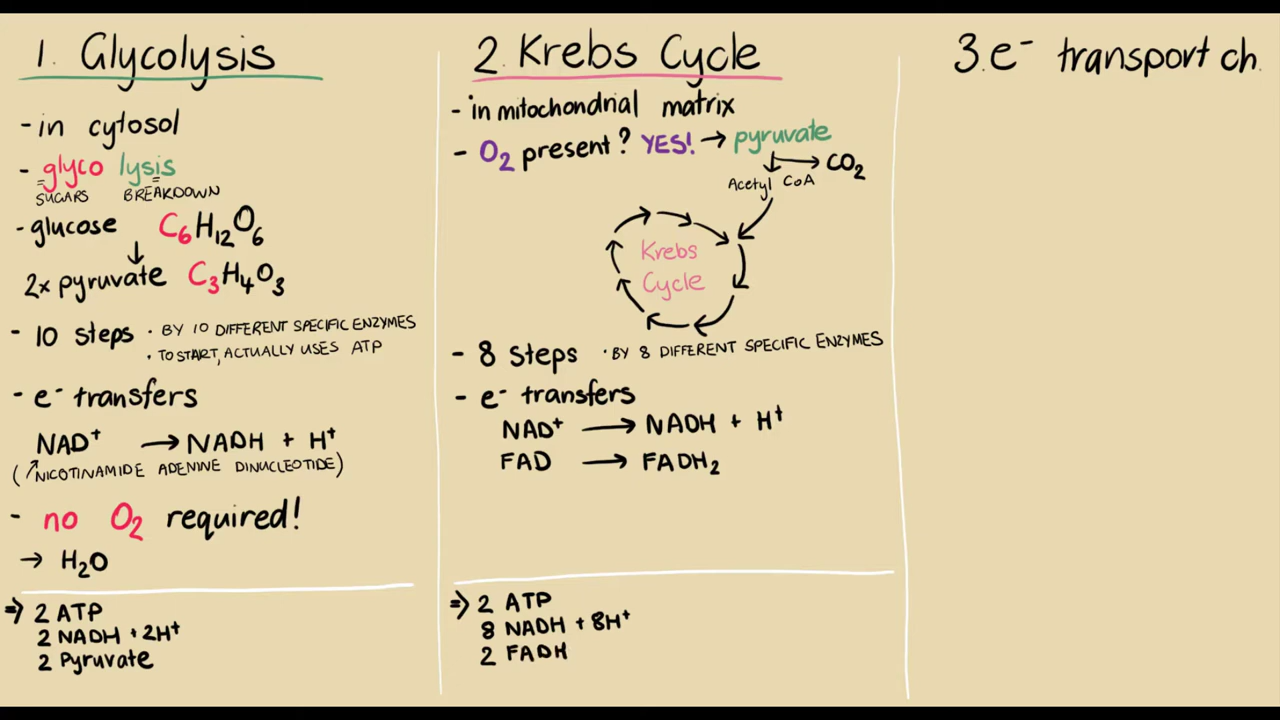 1. Glycolysis
- in cytosol
- glyco lysis
SUGARS BREAKDOWN
- glucose C6H12O6
↓
2x pyruvate C3H4O3
- 10 steps · BY 10 DIFFERENT SPECIFIC ENZYMES
· TO START, ACTUALLY USES ATP
- e⁻ transfers
NAD⁺ → NADH + H⁺
(↗NICOTINAMIDE ADENINE DINUCLEOTIDE)
- no O2 required!
→ H2O
⇒ 2 ATP
2 NADH + 2H⁺
2 Pyruvate
2. Krebs Cycle
- in mitochondrial matrix
- O2 present? YES! → pyruvate
↓→ CO2
Acetyl CoA
Krebs
Cycle
- 8 steps · BY 8 DIFFERENT SPECIFIC ENZYMES
- e⁻ transfers
NAD⁺ → NADH + H⁺
FAD → FADH2
⇒ 2 ATP
8 NADH + 8H⁺
2 FADH
3. e⁻ transport ch.